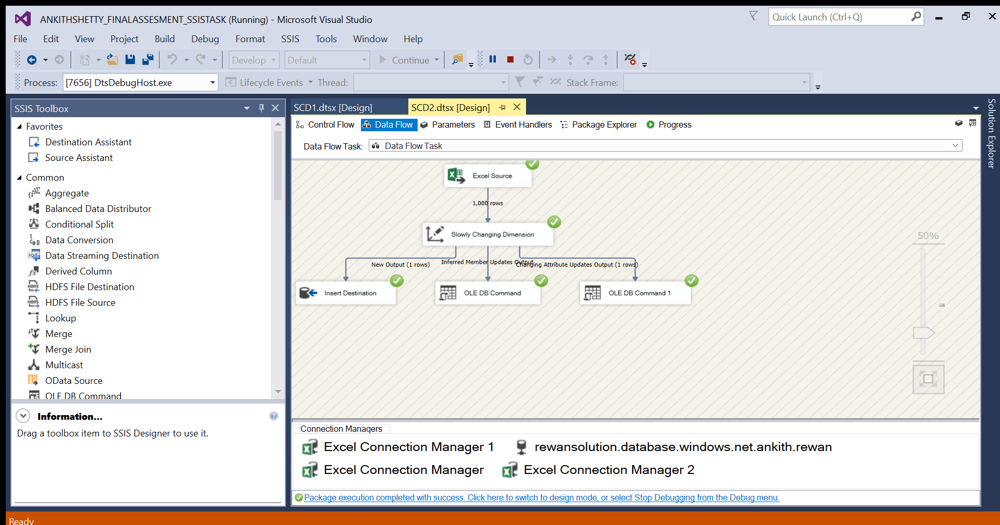 ANKITHSHETTY_FINALASSESMENT_SSISTASK (Running) - Microsoft Visual Studio
Quick Launch (Ctrl+Q)
File Edit View Project Build Debug Format SSIS Tools Window Help
Develop Default Continue
Process: [7656] DtsDebugHost.exe Lifecycle Events Thread: Stack Frame:
SSIS Toolbox
Favorites
Destination Assistant
Source Assistant
Common
Aggregate
Balanced Data Distributor
Conditional Split
Data Conversion
Data Streaming Destination
Derived Column
HDFS File Destination
HDFS File Source
Lookup
Merge
Merge Join
Multicast
OData Source
OLE DB Command
Information...
Drag a toolbox item to SSIS Designer to use it.
SCD1.dtsx [Design] SCD2.dtsx [Design]
Control Flow Data Flow Parameters Event Handlers Package Explorer Progress
Data Flow Task: Data Flow Task
Excel Source
1,000 rows
Slowly Changing Dimension
New Output (1 rows)
Inferred Member Updates Output
Changing Attribute Updates Output (1 rows)
Insert Destination
OLE DB Command
OLE DB Command 1
50%
Connection Managers
Excel Connection Manager 1 rewansolution.database.windows.net.ankith.rewan
Excel Connection Manager Excel Connection Manager 2
Package execution completed with success. Click here to switch to design mode, or select Stop Debugging from the Debug menu.
Solution Explorer
Ready